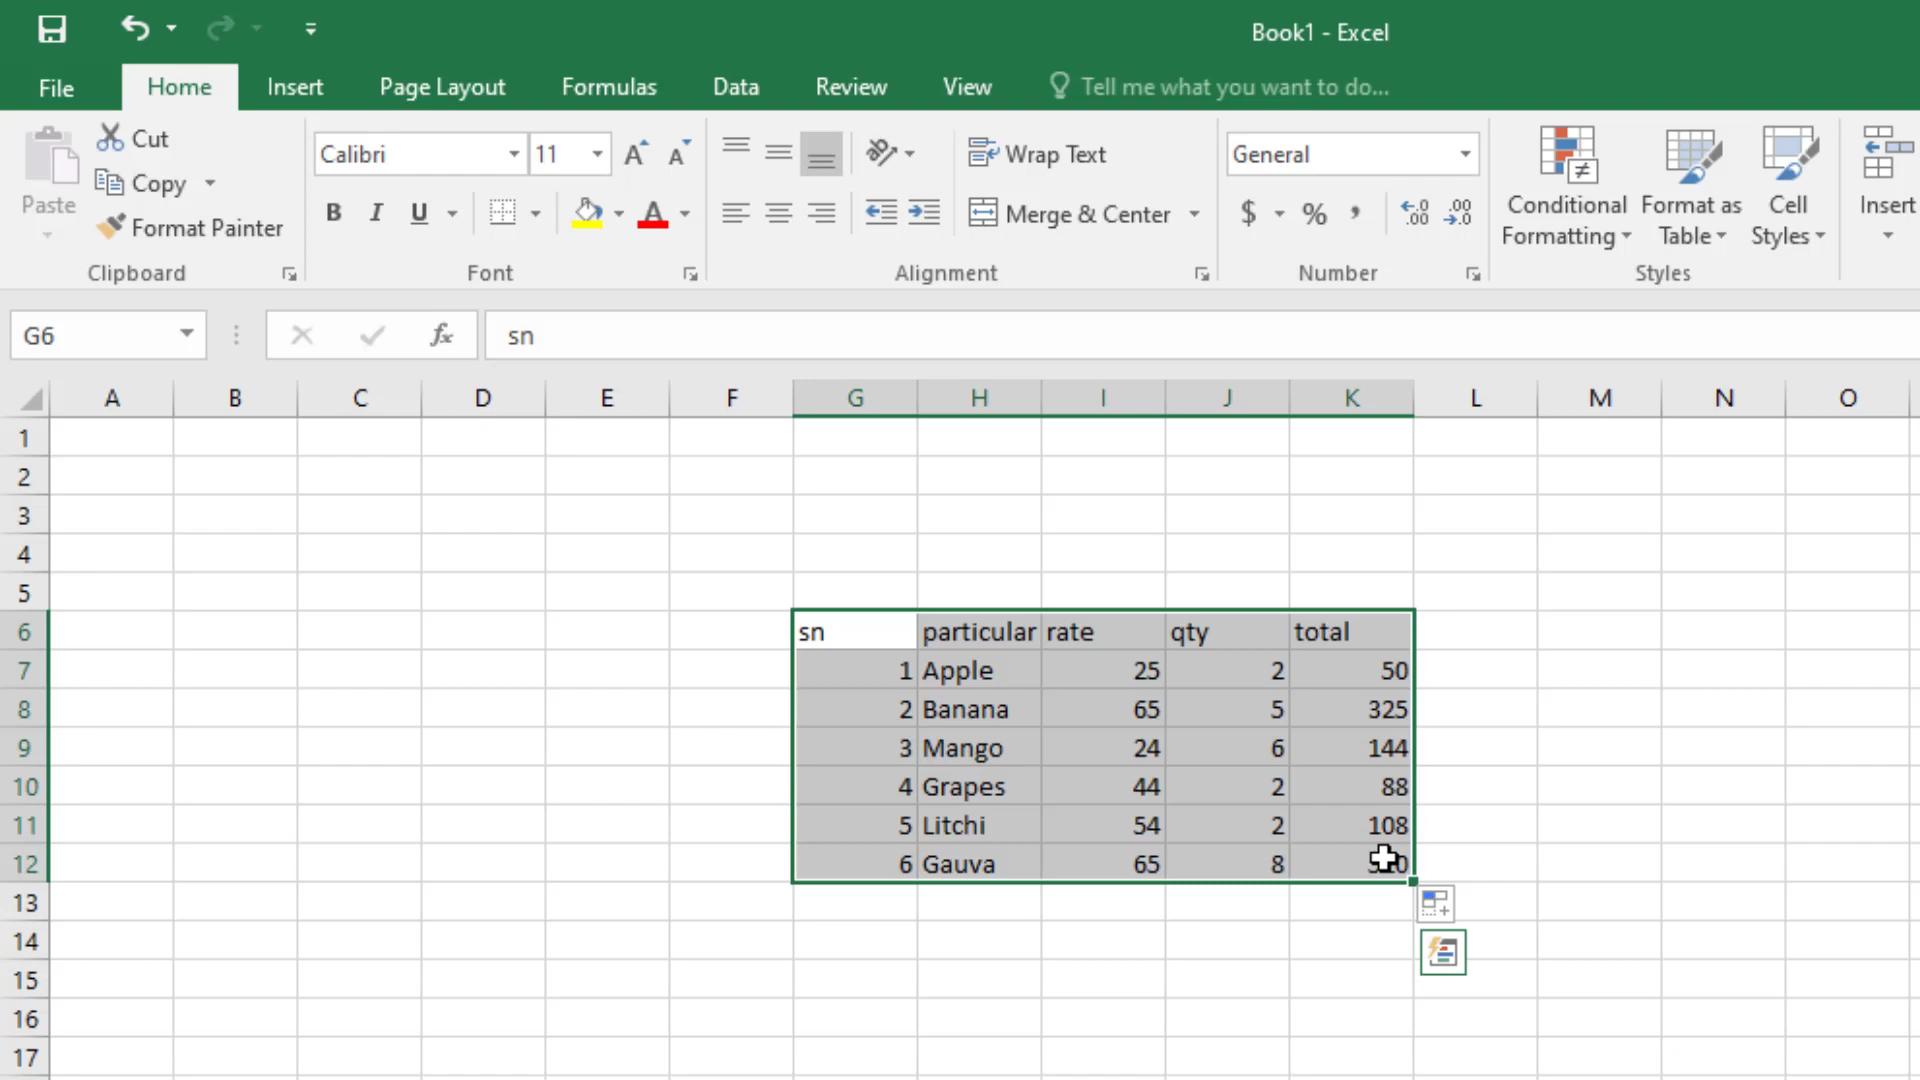 Book1 - Excel
File Home Insert Page Layout Formulas Data Review View Tell me what you want to do...
Paste
Cut
Copy
Format Painter
Clipboard
Calibri 11
B I U
Font
Wrap Text
Merge & Center
Alignment
General
$ % ,
Number
Conditional Formatting
Format as Table
Cell Styles
Styles
Insert
G6 fx sn
A B C D E F G H I J K L M N O
1
2
3
4
5
6 sn particular rate qty total
7 1 Apple 25 2 50
8 2 Banana 65 5 325
9 3 Mango 24 6 144
10 4 Grapes 44 2 88
11 5 Litchi 54 2 108
12 6 Gauva 65 8
13
14
15
16
17